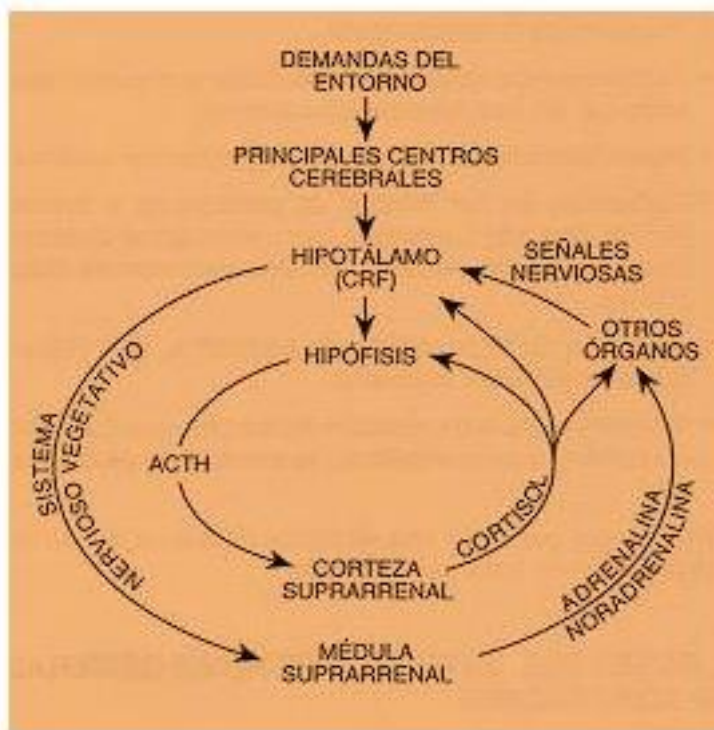 DEMANDAS DEL
ENTORNO
PRINCIPALES CENTROS
CEREBRALES
HIPOTÁLAMO
(CRF)
SEÑALES
NERVIOSAS
OTROS
ÓRGANOS
HIPÓFISIS
SISTEMA
NERVIOSO VEGETATIVO
ACTH
CORTISOL
CORTEZA
SUPRARRENAL
ADRENALINA
NORADRENALINA
MÉDULA
SUPRARRENAL